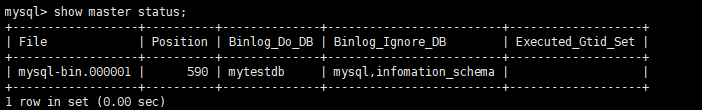 mysql> show master status;
+------------------+----------+--------------+--------------------------+-------------------+
| File | Position | Binlog_Do_DB | Binlog_Ignore_DB | Executed_Gtid_Set |
+------------------+----------+--------------+--------------------------+-------------------+
| mysql-bin.000001 | 590 | mytestdb | mysql,infomation_schema | |
+------------------+----------+--------------+--------------------------+-------------------+
1 row in set (0.00 sec)